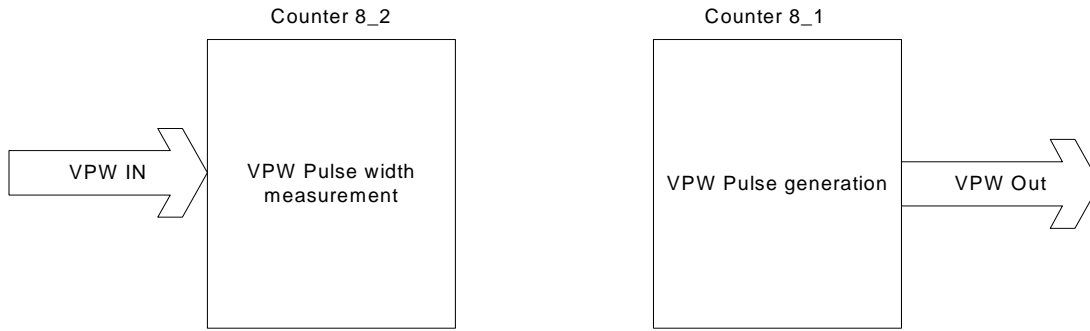 Counter 8_2
Counter 8_1
VPW IN
VPW Pulse width
measurement
VPW Pulse generation
VPW Out